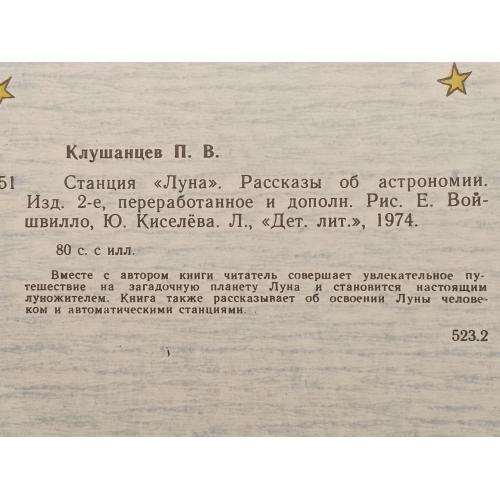 Клушанцев П. В.
51 Станция «Луна». Рассказы об астрономии.
Изд. 2-е, переработанное и дополн. Рис. Е. Вой-
швилло, Ю. Киселёва. Л., «Дет. лит.», 1974.
80 с. с илл.
Вместе с автором книги читатель совершает увлекательное пу-
тешествие на загадочную планету Луна и становится настоящим
луножителем. Книга также рассказывает об освоении Луны челове-
ком и автоматическими станциями.
523.2